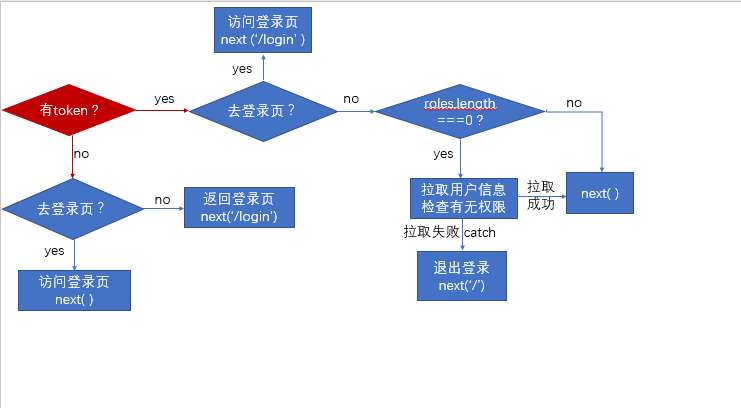 访问登录页
next (‘/login’ )
yes
有token？
yes
去登录页？
no
roles.length
===0？
no
no
yes
去登录页？
no
返回登录页
next(‘/login’)
拉取用户信息
检查有无权限
拉取
成功
next( )
yes
拉取失败 catch
访问登录页
next( )
退出登录
next(‘/’)